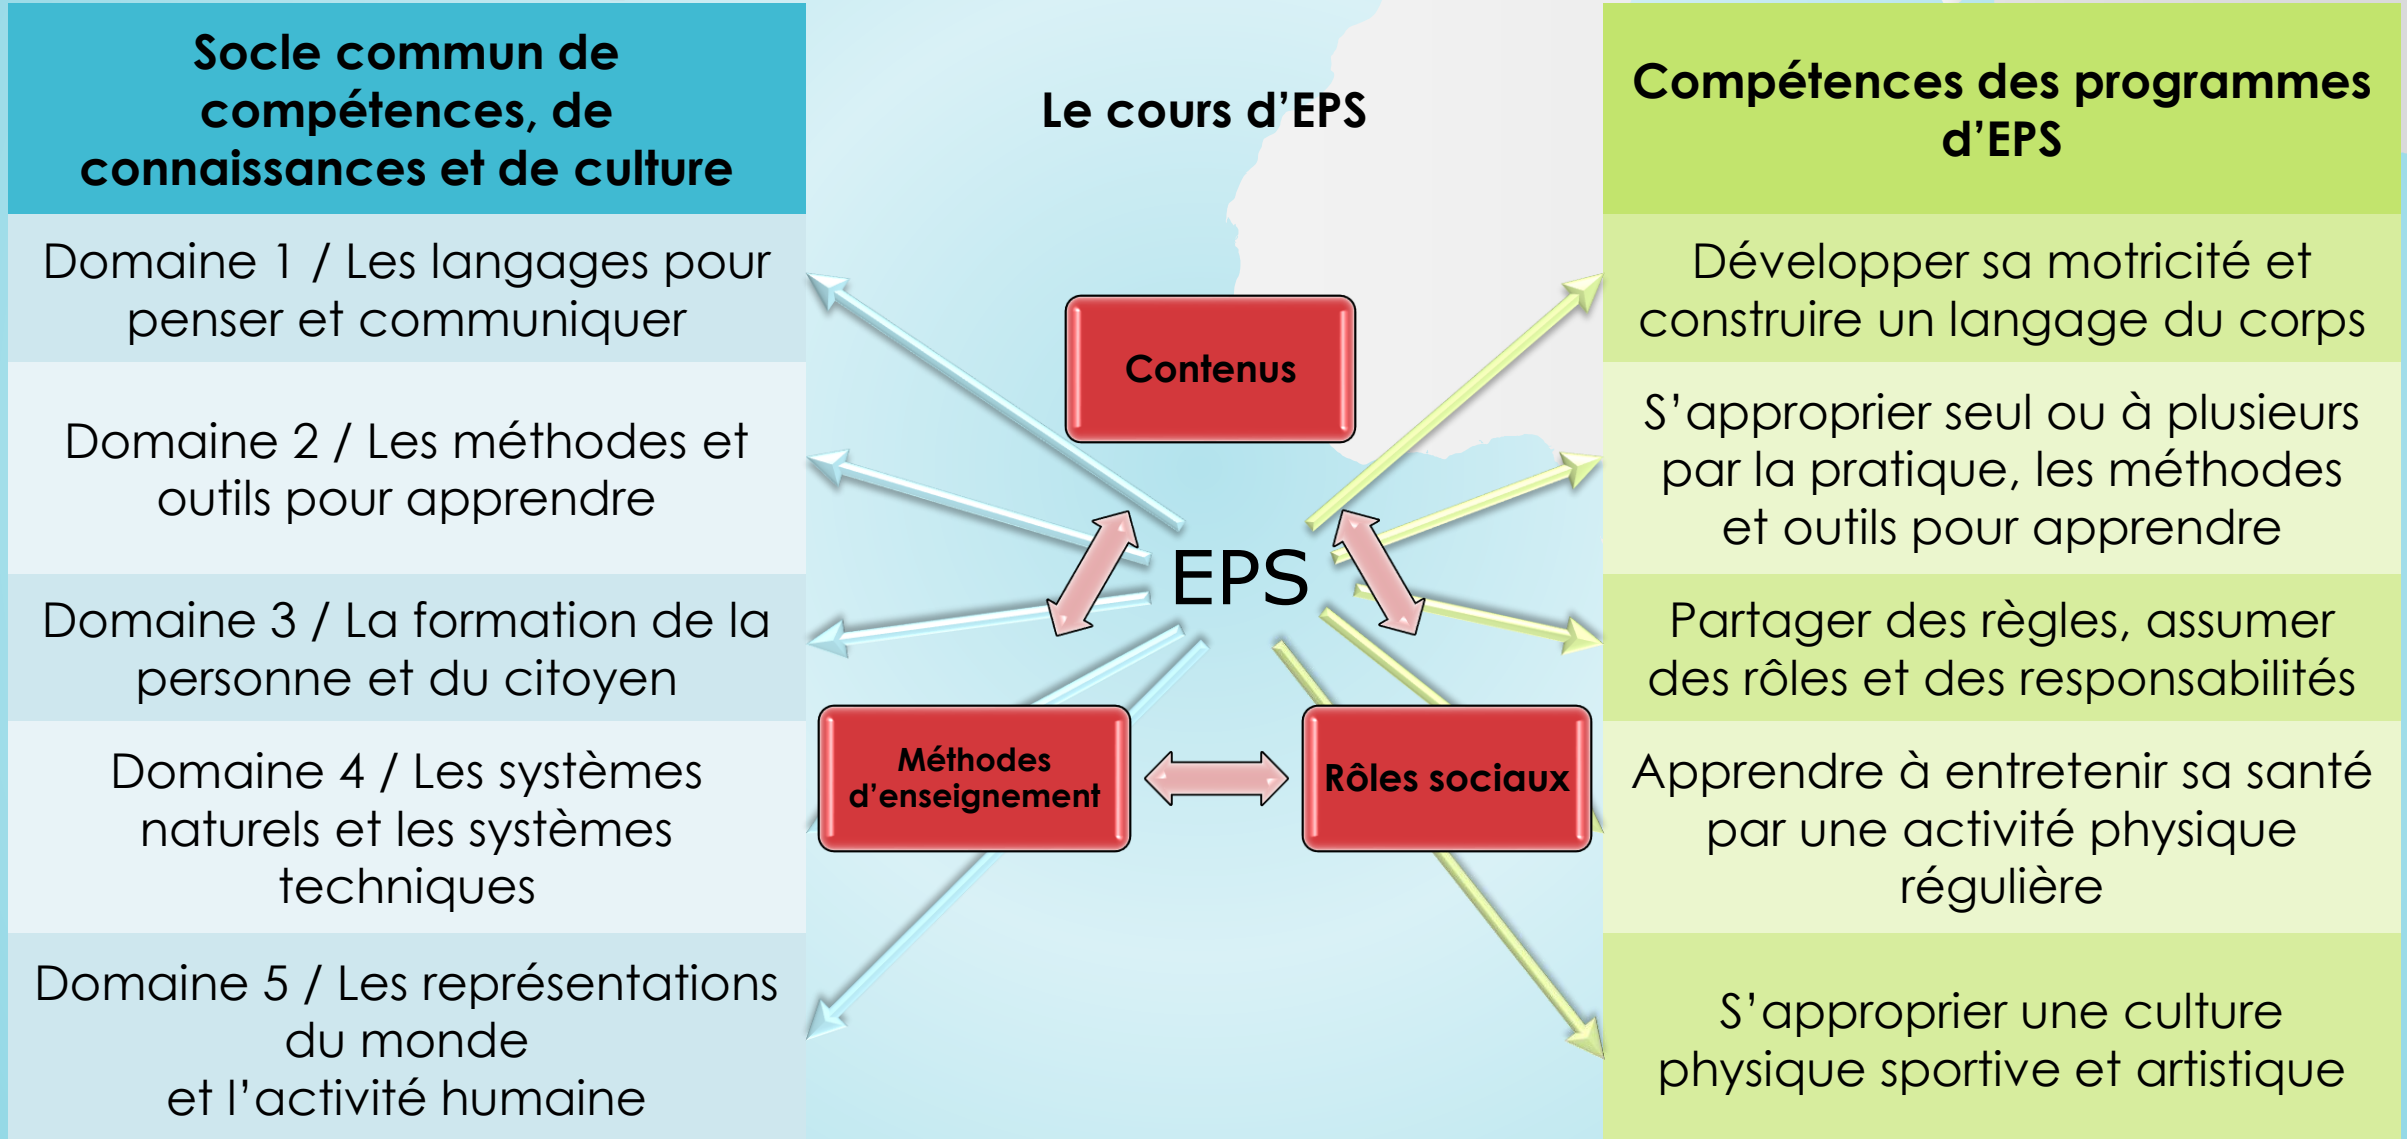 Socle commun de
compétences, de
connaissances et de culture
Domaine 1 / Les langages pour
penser et communiquer
Domaine 2 / Les méthodes et
outils pour apprendre
Domaine 3 / La formation de la
personne et du citoyen
Domaine 4 / Les systèmes
naturels et les systèmes
techniques
Domaine 5 / Les représentations
du monde
et l’activité humaine
Le cours d’EPS
Contenus
EPS
Méthodes
d’enseignement
Rôles sociaux
Compétences des programmes
d’EPS
Développer sa motricité et
construire un langage du corps
S’approprier seul ou à plusieurs
par la pratique, les méthodes
et outils pour apprendre
Partager des règles, assumer
des rôles et des responsabilités
Apprendre à entretenir sa santé
par une activité physique
régulière
S’approprier une culture
physique sportive et artistique